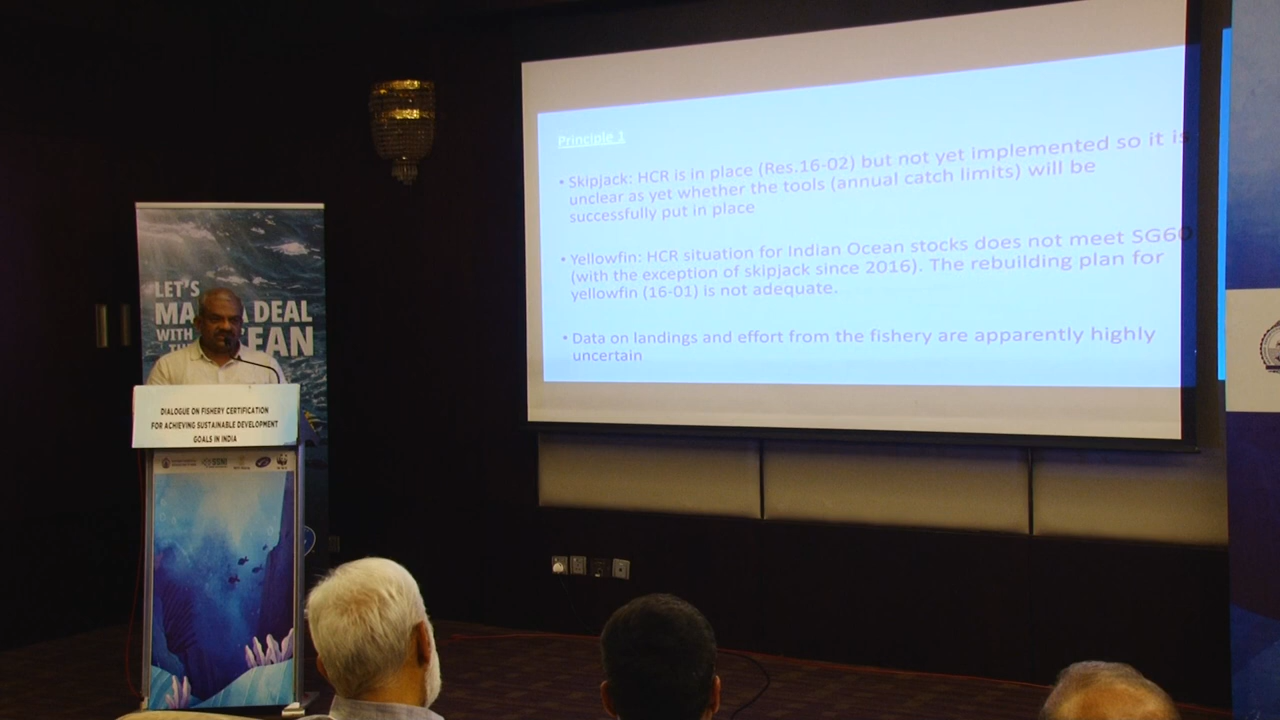 Principle 1
• Skipjack: HCR is in place (Res.16-02) but not yet implemented so it is
unclear as yet whether the tools (annual catch limits) will be
successfully put in place
• Yellowfin: HCR situation for Indian Ocean stocks does not meet SG60
(with the exception of skipjack since 2016). The rebuilding plan for
yellowfin (16-01) is not adequate.
• Data on landings and effort from the fishery are apparently highly
uncertain
LET'S
MA A DEAL
WITH
EAN
DIALOGUE ON FISHERY CERTIFICATION
FOR ACHIEVING SUSTAINABLE DEVELOPMENT
GOALS IN INDIA